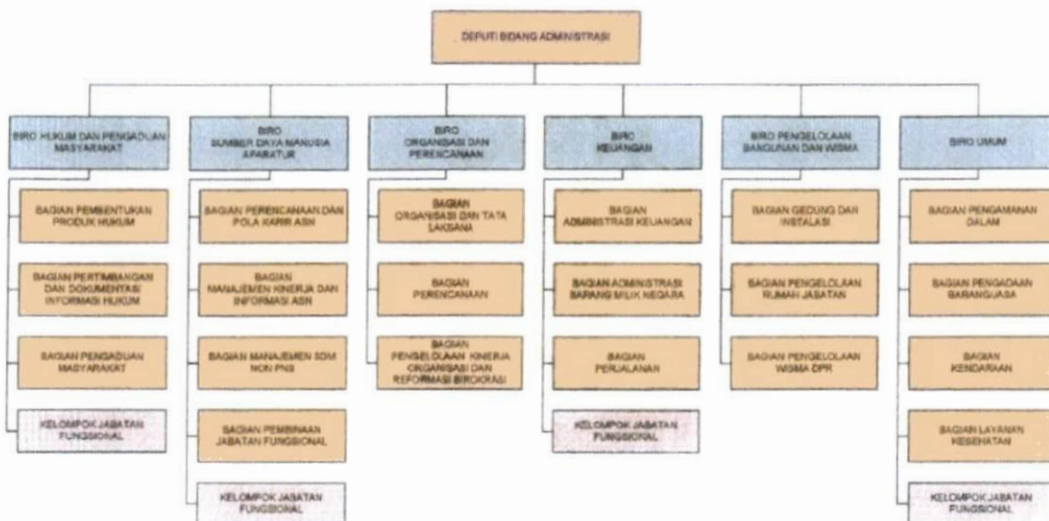 DEPUTI BIDANG ADMINISTRASI
BIRO HUKUM DAN PENGADUAN
MASYARAKAT
BAGIAN PEMBENTUKAN
PRODUK HUKUM
BAGIAN PERTIMBANGAN
DAN DOKUMENTASI
INFORMASI HUKUM
BAGIAN PENGADUAN
MASYARAKAT
KELOMPOK JABATAN
FUNGSIONAL
BIRO
SUMBER DAYA MANUSIA
APARATUR
BAGIAN PERENCANAAN DAN
POLA KARIR ASN
BAGIAN
MANAJEMEN KINERJA DAN
INFORMASI ASN
BAGIAN MANAJEMEN SDM
NON PNS
BAGIAN PEMBINAAN
JABATAN FUNGSIONAL
KELOMPOK JABATAN
FUNGSIONAL
BIRO
ORGANISASI DAN
PERENCANAAN
BAGIAN
ORGANISASI DAN TATA
LAKSANA
BAGIAN
PERENCANAAN
BAGIAN
PENGELOLAAN KINERJA
ORGANISASI DAN
REFORMASI BIROKRASI
BIRO
KEUANGAN
BAGIAN
ADMINISTRASI KEUANGAN
BAGIAN ADMINISTRASI
BARANG MILIK NEGARA
BAGIAN
PERJALANAN
KELOMPOK JABATAN
FUNGSIONAL
BIRO PENGELOLAAN
BANGUNAN DAN WISMA
BAGIAN GEDUNG DAN
INSTALASI
BAGIAN PENGELOLAAN
RUMAH JABATAN
BAGIAN PENGELOLAAN
WISMA DPR
BIRO UMUM
BAGIAN PENGAMANAN
DALAM
BAGIAN PENGADAAN
BARANG/JASA
BAGIAN
KENDARAAN
BAGIAN LAYANAN
KESEHATAN
KELOMPOK JABATAN
FUNGSIONAL